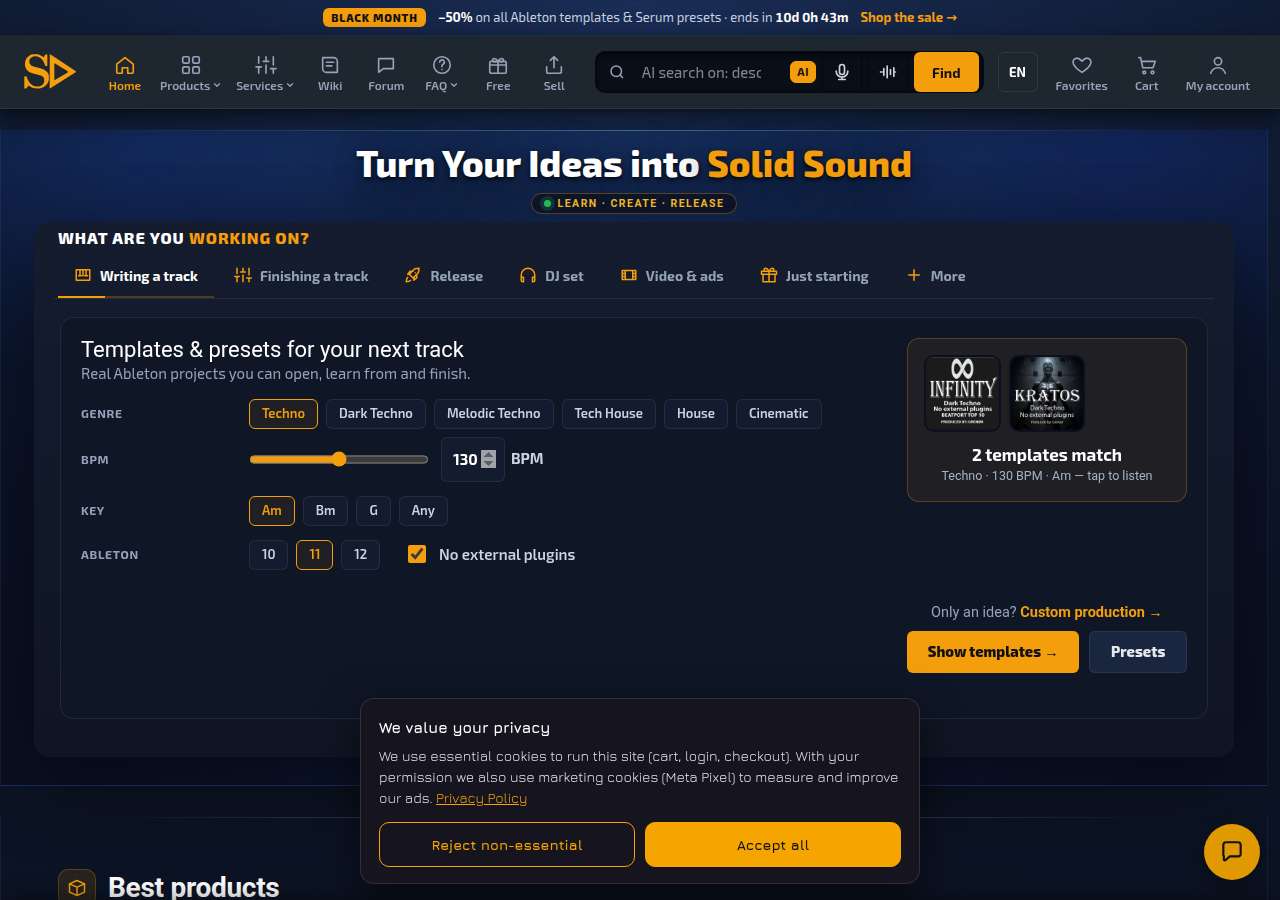 BLACK MONTH −50% on all Ableton templates & Serum presets · ends in 10d 0h 43m Shop the sale →
Home Products Services Wiki Forum FAQ Free Sell AI search on: desc AI Find EN Favorites Cart My account
Turn Your Ideas into Solid Sound
LEARN · CREATE · RELEASE
WHAT ARE YOU WORKING ON?
Writing a track Finishing a track Release DJ set Video & ads Just starting More
Templates & presets for your next track
Real Ableton projects you can open, learn from and finish.
GENRE Techno Dark Techno Melodic Techno Tech House House Cinematic
BPM 130 BPM
KEY Am Bm G Any
ABLETON 10 11 12 No external plugins
INFINITY
Dark Techno
No external plugins
BEATPORT TOP 10
KRATOS
Dark Techno
No external plugins
2 templates match
Techno · 130 BPM · Am — tap to listen
Only an idea? Custom production →
Show templates → Presets
We value your privacy
We use essential cookies to run this site (cart, login, checkout). With your
permission we also use marketing cookies (Meta Pixel) to measure and improve
our ads. Privacy Policy
Reject non-essential Accept all
Best products